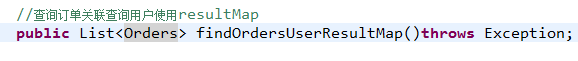 //查询订单关联查询用户使用resultMap
public List<Orders> findOrdersUserResultMap()throws Exception;